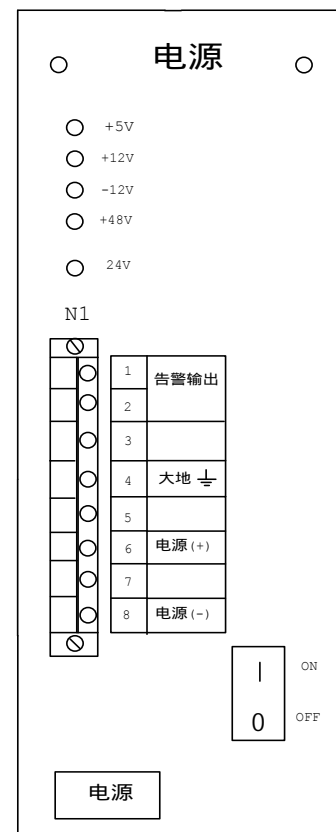 电源
+5V
+12V
-12V
+48V
24V
N1
1 告警输出
2
3
4 大地
5
6 电源(+)
7
8 电源(-)
| ON
0 OFF
电源